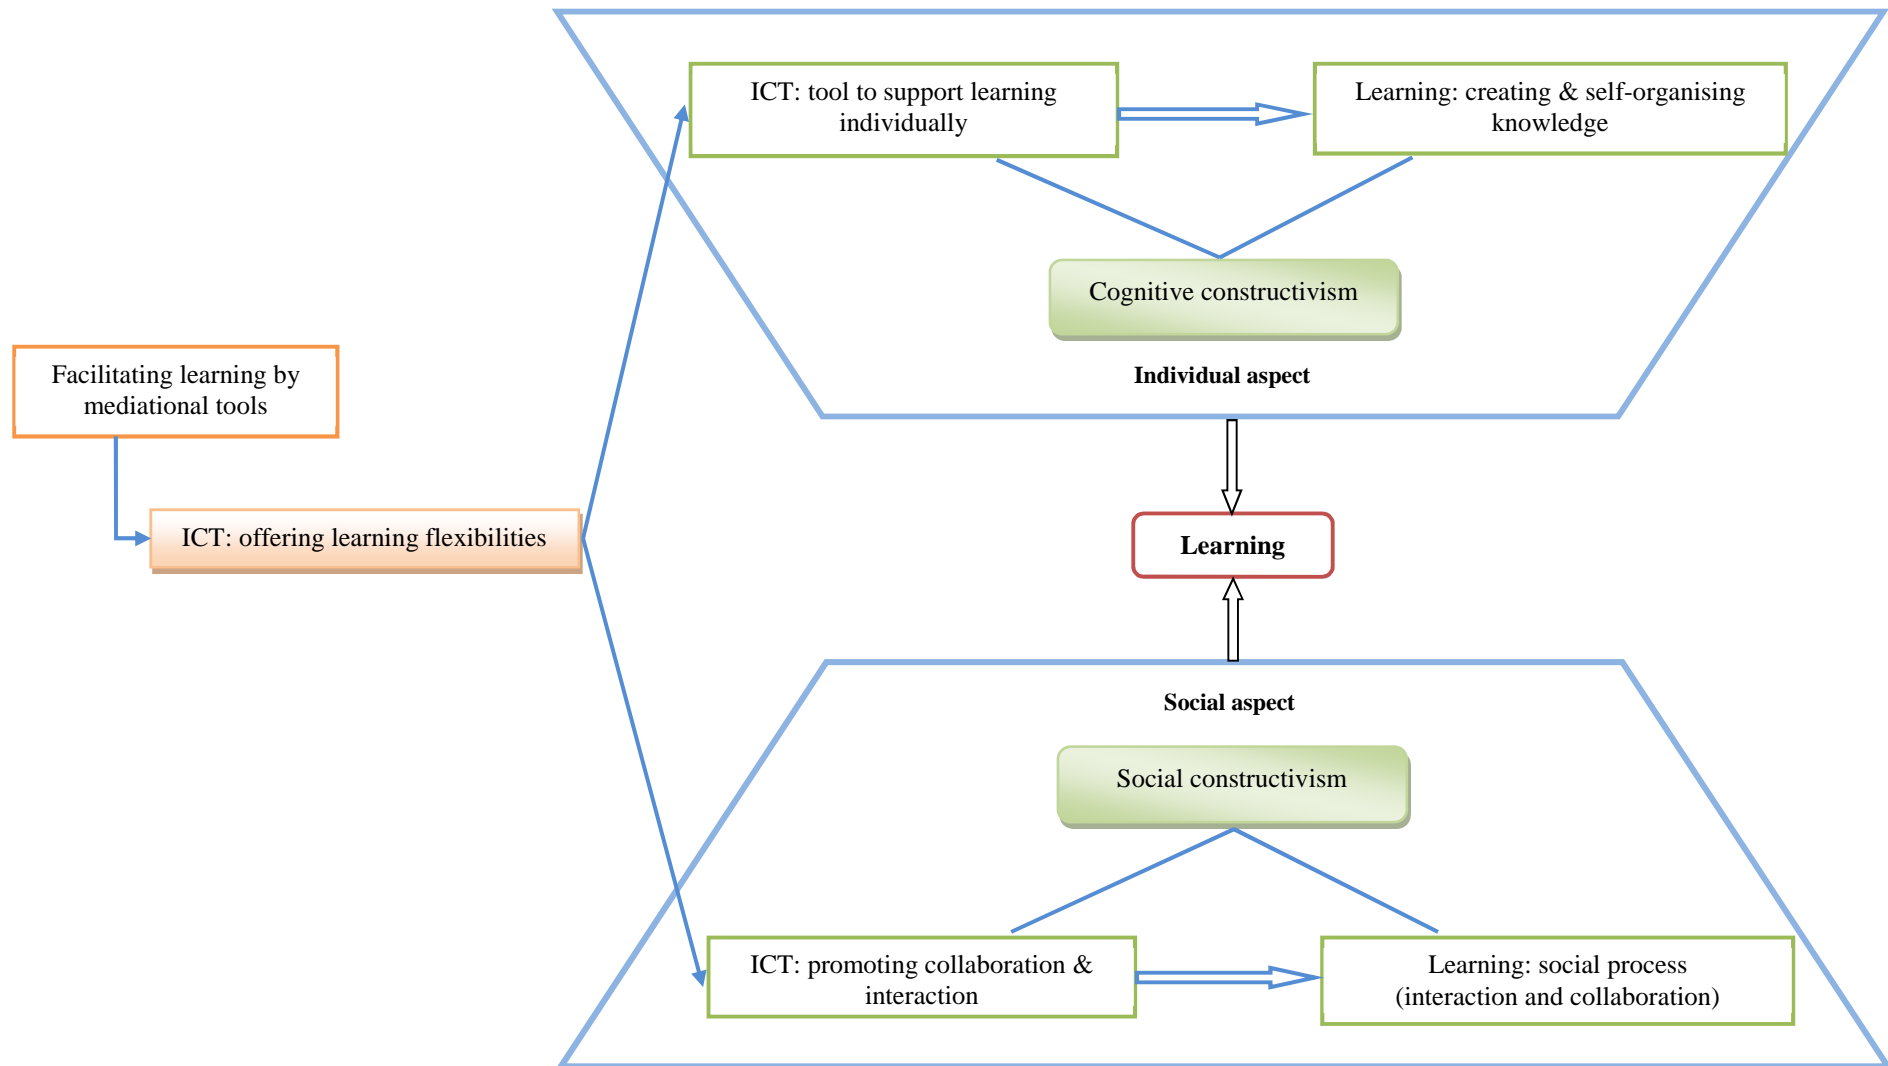 ICT: tool to support learning
individually
Learning: creating & self-organising
knowledge
Cognitive constructivism
Individual aspect
Facilitating learning by
mediational tools
ICT: offering learning flexibilities
Learning
Social aspect
Social constructivism
ICT: promoting collaboration &
interaction
Learning: social process
(interaction and collaboration)